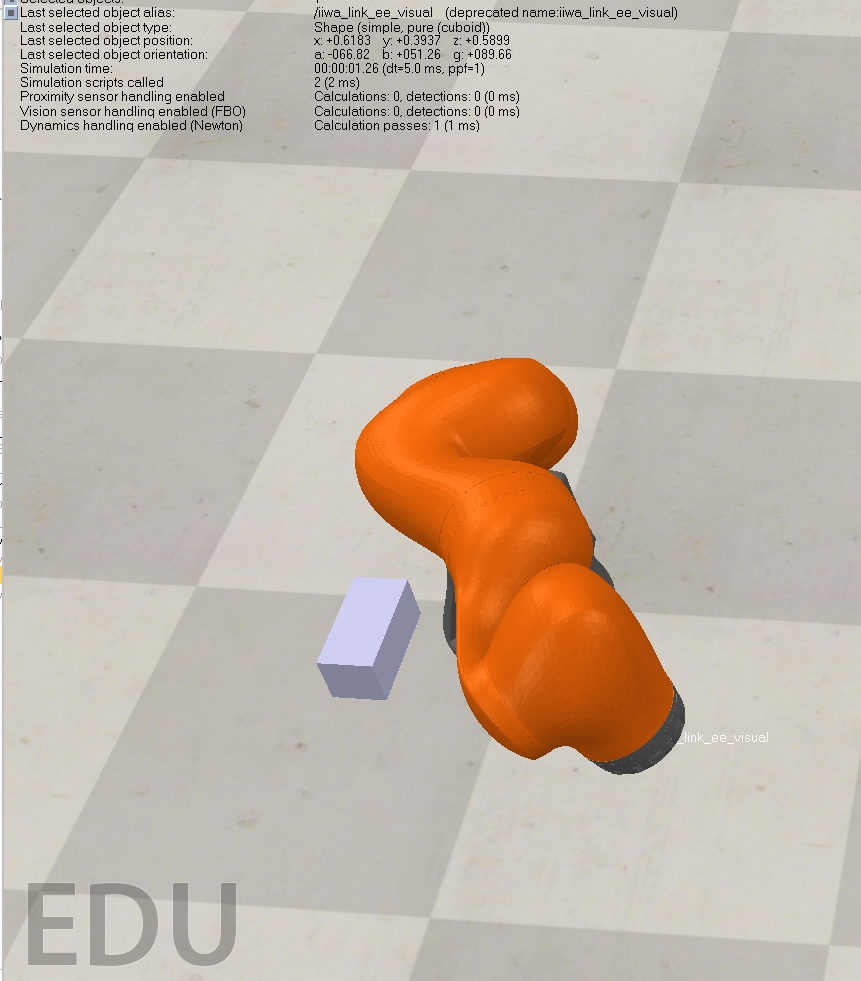 Last selected object alias: /iiwa_link_ee_visual (deprecated name:iiwa_link_ee_visual)
Last selected object type: Shape (simple, pure (cuboid))
Last selected object position: x: +0.6183 y: +0.3937 z: +0.5899
Last selected object orientation: a: -066.82 b: +051.26 g: +089.66
Simulation time: 00:00:01.26 (dt=5.0 ms, ppf=1)
Simulation scripts called 2 (2 ms)
Proximity sensor handling enabled Calculations: 0, detections: 0 (0 ms)
Vision sensor handling enabled (FBO) Calculations: 0, detections: 0 (0 ms)
Dynamics handling enabled (Newton) Calculation passes: 1 (1 ms)
_link_ee_visual
EDU